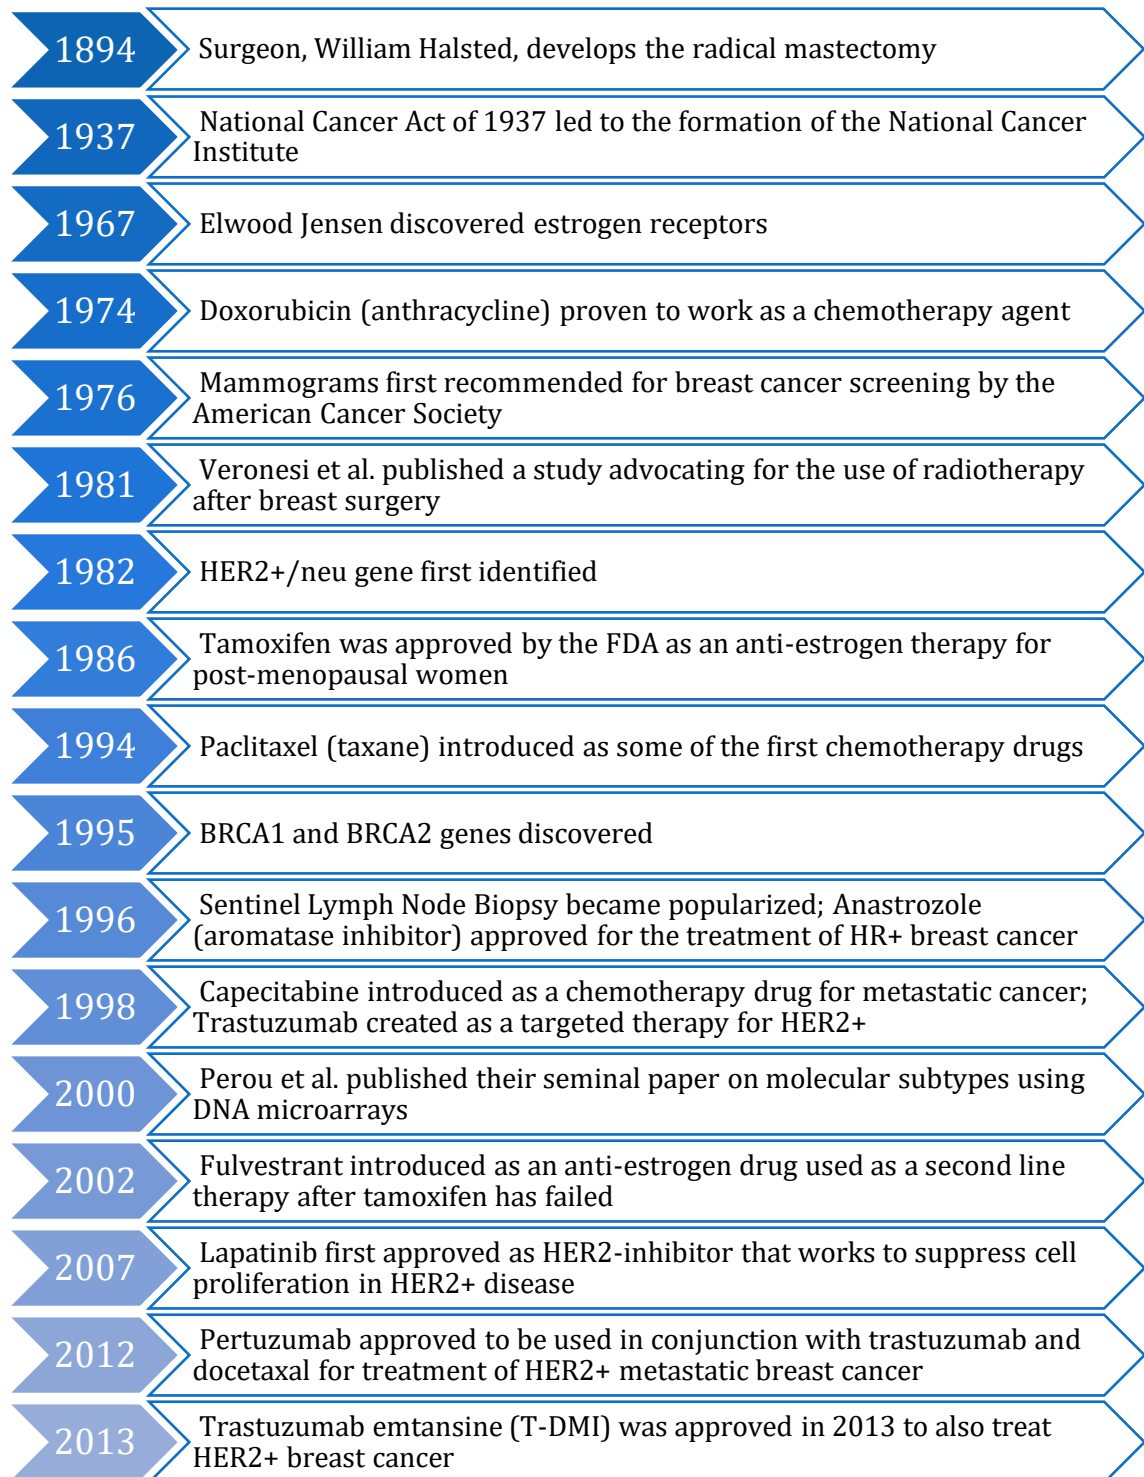 1894
Surgeon, William Halsted, develops the radical mastectomy
1937
National Cancer Act of 1937 led to the formation of the National Cancer
Institute
1967
Elwood Jensen discovered estrogen receptors
1974
Doxorubicin (anthracycline) proven to work as a chemotherapy agent
1976
Mammograms first recommended for breast cancer screening by the
American Cancer Society
1981
Veronesi et al. published a study advocating for the use of radiotherapy
after breast surgery
1982
HER2+/neu gene first identified
1986
Tamoxifen was approved by the FDA as an anti-estrogen therapy for
post-menopausal women
1994
Paclitaxel (taxane) introduced as some of the first chemotherapy drugs
1995
BRCA1 and BRCA2 genes discovered
1996
Sentinel Lymph Node Biopsy became popularized; Anastrozole
(aromatase inhibitor) approved for the treatment of HR+ breast cancer
1998
Capecitabine introduced as a chemotherapy drug for metastatic cancer;
Trastuzumab created as a targeted therapy for HER2+
2000
Perou et al. published their seminal paper on molecular subtypes using
DNA microarrays
2002
Fulvestrant introduced as an anti-estrogen drug used as a second line
therapy after tamoxifen has failed
2007
Lapatinib first approved as HER2-inhibitor that works to suppress cell
proliferation in HER2+ disease
2012
Pertuzumab approved to be used in conjunction with trastuzumab and
docetaxal for treatment of HER2+ metastatic breast cancer
2013
Trastuzumab emtansine (T-DMI) was approved in 2013 to also treat
HER2+ breast cancer